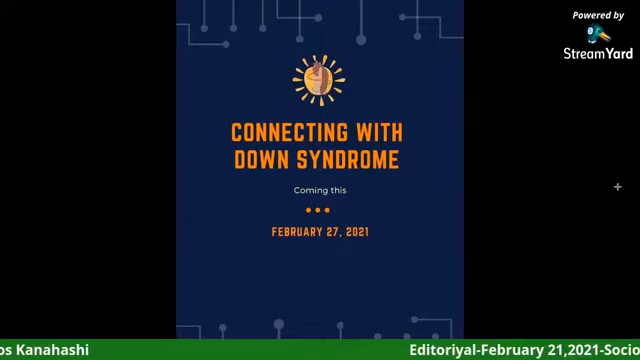 Powered by
StreamYard
CONNECTING WITH
DOWN SYNDROME
Coming this
FEBRUARY 27, 2021
os Kanahashi
Editoriyal-February 21,2021-Socio